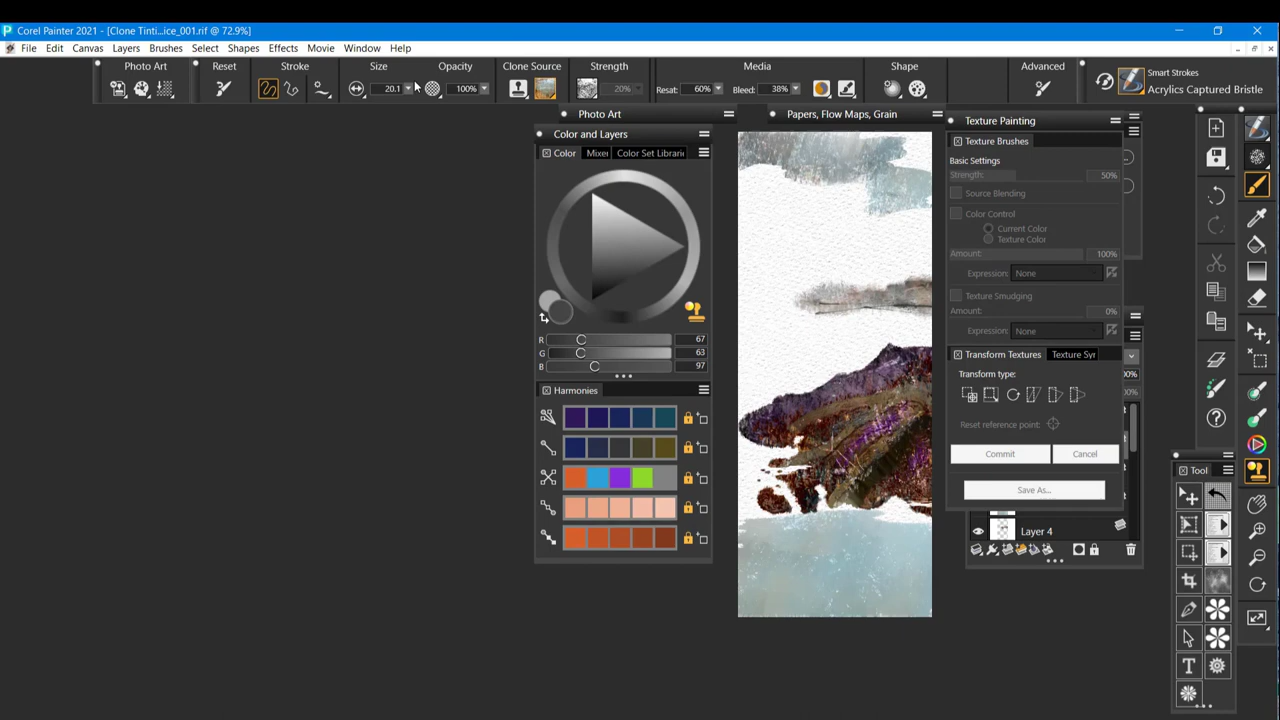 Corel Painter 2021 - [Clone Tinti...ice_001.rif @ 72.9%]
File Edit Canvas Layers Brushes Select Shapes Effects Movie Window Help
Photo Art Reset Stroke Size Opacity Clone Source Strength Media Shape Advanced
Smart Strokes
20.1 100% 20% Resat: 60% Bleed: 38% Acrylics Captured Bristle
Photo Art Papers, Flow Maps, Grain Texture Painting
Color and Layers
Texture Brushes
Color Mixer Color Set Librari
Basic Settings
Strength: 50%
Source Blending
Color Control
Current Color
Texture Color
Amount: 100%
Expression: None
Texture Smudging
Amount: 0%
Expression: None
R 67
G 63
B 97
Transform Textures Texture Syn
Transform type:
Harmonies
Reset reference point:
Commit Cancel
Save As...
Tool
Layer 4
T